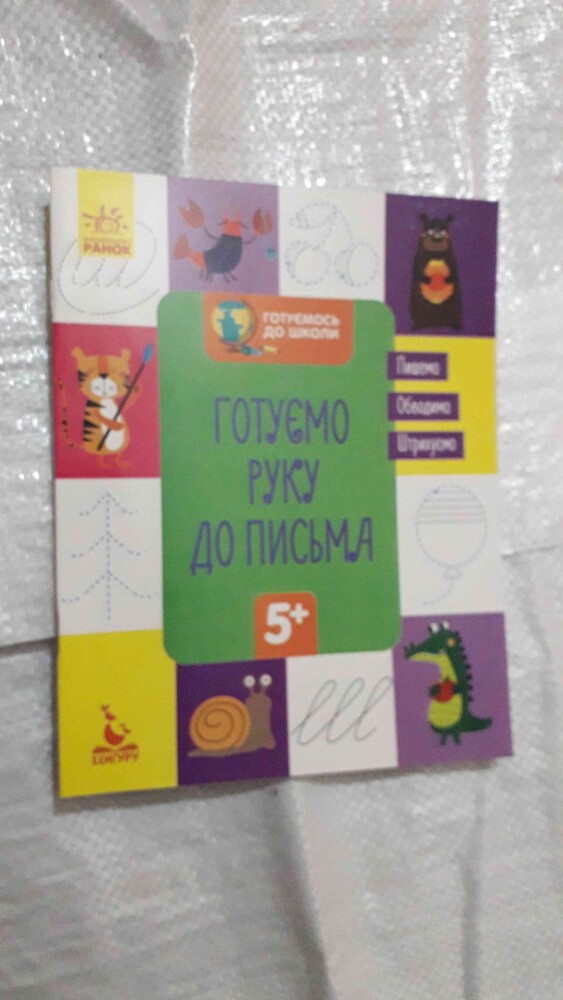 РАНОК
ГОТУЄМОСЬ
ДО ШКОЛИ
Пишемо
Обводимо
Штрихуємо
ГОТУЄМО
РУКУ
ДО ПИСЬМА
5+
КЕНГУРУ